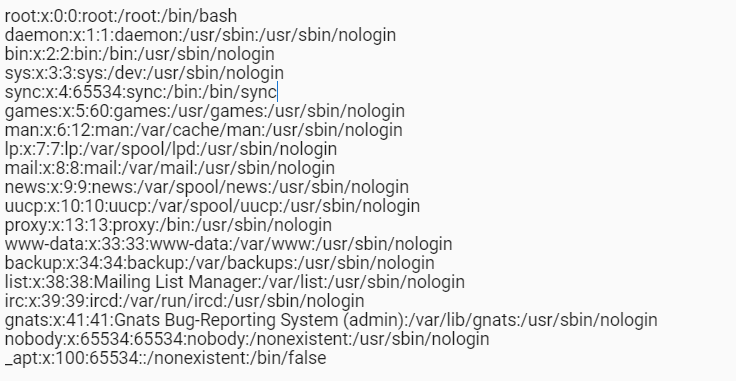 root:x:0:0:root:/root:/bin/bash
daemon:x:1:1:daemon:/usr/sbin:/usr/sbin/nologin
bin:x:2:2:bin:/bin:/usr/sbin/nologin
sys:x:3:3:sys:/dev:/usr/sbin/nologin
sync:x:4:65534:sync:/bin:/bin/sync
games:x:5:60:games:/usr/games:/usr/sbin/nologin
man:x:6:12:man:/var/cache/man:/usr/sbin/nologin
lp:x:7:7:lp:/var/spool/lpd:/usr/sbin/nologin
mail:x:8:8:mail:/var/mail:/usr/sbin/nologin
news:x:9:9:news:/var/spool/news:/usr/sbin/nologin
uucp:x:10:10:uucp:/var/spool/uucp:/usr/sbin/nologin
proxy:x:13:13:proxy:/bin:/usr/sbin/nologin
www-data:x:33:33:www-data:/var/www:/usr/sbin/nologin
backup:x:34:34:backup:/var/backups:/usr/sbin/nologin
list:x:38:38:Mailing List Manager:/var/list:/usr/sbin/nologin
irc:x:39:39:ircd:/var/run/ircd:/usr/sbin/nologin
gnats:x:41:41:Gnats Bug-Reporting System (admin):/var/lib/gnats:/usr/sbin/nologin
nobody:x:65534:65534:nobody:/nonexistent:/usr/sbin/nologin
_apt:x:100:65534::/nonexistent:/bin/false